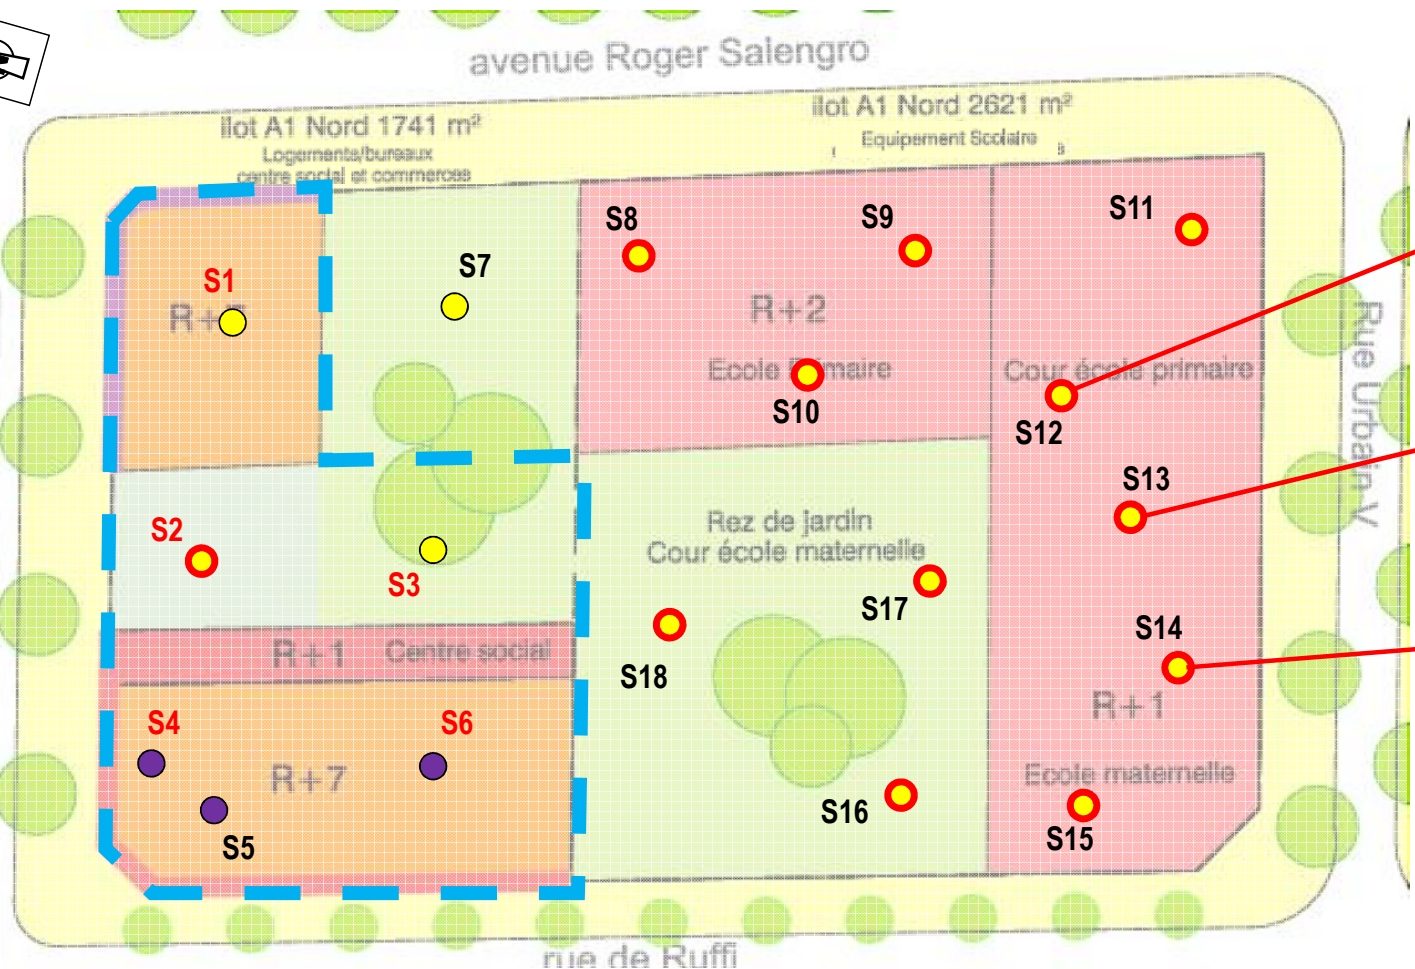 avenue Roger Salengro
îlot A1 Nord 1741 m²
Logements/bureaux
centre social et commerces
îlot A1 Nord 2621 m²
Equipement Scolaire
S1
S7
S8
S9
S11
R+2
Ecole Primaire
S10
Cour école primaire
S12
Rue Urbain V
S13
S2
S3
Rez de jardin
Cour école maternelle
S17
S18
S14
R+1
Centre social
S4
S6
R+7
S5
R+1
Ecole maternelle
S16
S15
rue de Ruffi